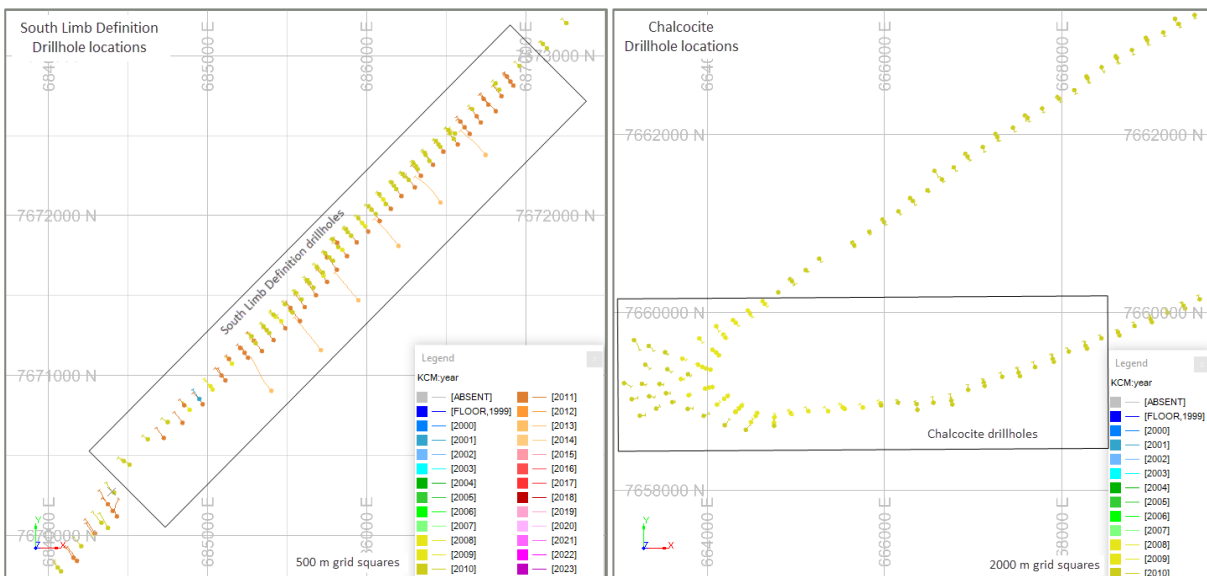 South Limb Definition
Drillhole locations
685000 E
686000 E
7673000 N
7672000 N
7672000 N
South Limb Definition drillholes
7671000 N
7670000 N
685000 E
Y
Z
X
500 m grid squares
Legend
KCM:year
[ABSENT]
[FLOOR,1999]
[2000]
[2001]
[2002]
[2003]
[2004]
[2005]
[2006]
[2007]
[2008]
[2009]
[2010]
[2011]
[2012]
[2013]
[2014]
[2015]
[2016]
[2017]
[2018]
[2019]
[2020]
[2021]
[2022]
[2023]
Chalcocite
Drillhole locations
666000 E
668000 E
7662000 N
7662000 N
7660000 N
7660000 N
Chalcocite drillholes
7658000 N
664000 E
666000 E
Y
Z
X
2000 m grid squares
Legend
KCM:year
[ABSENT]
[FLOOR,1999]
[2000]
[2001]
[2002]
[2003]
[2004]
[2005]
[2006]
[2007]
[2008]
[2009]
[2010]